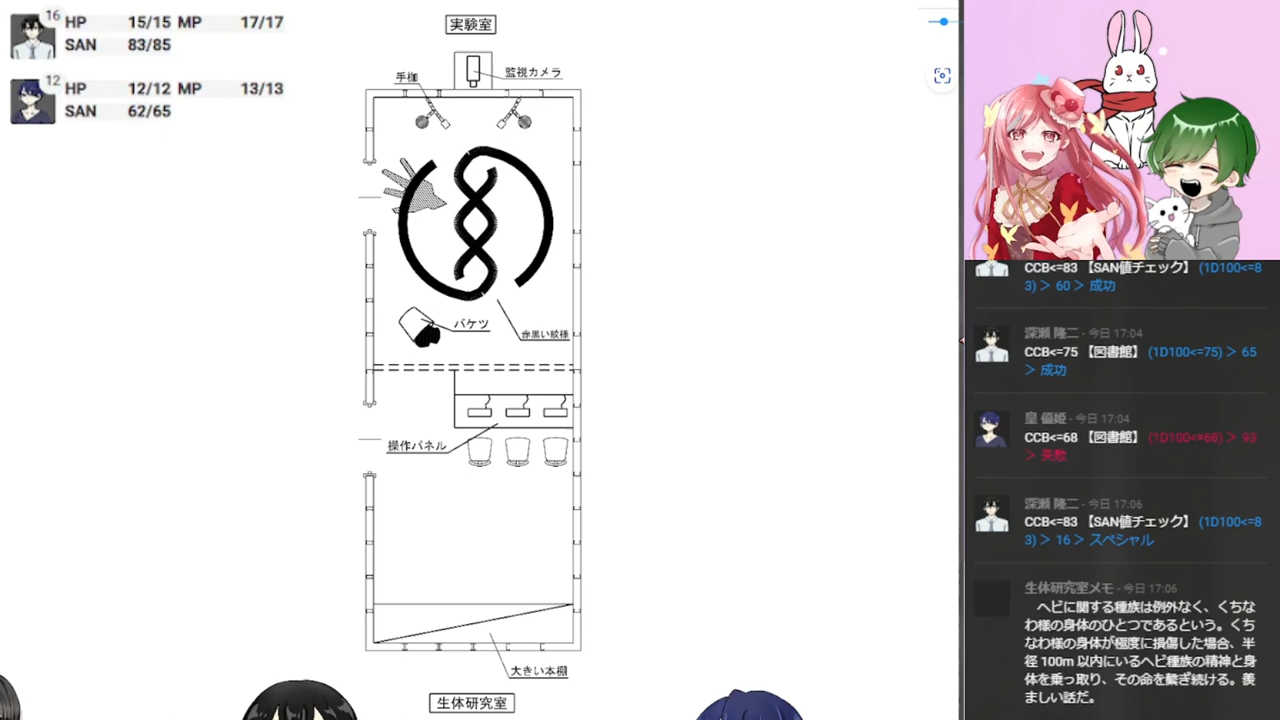 16 HP 15/15 MP 17/17
SAN 83/85
12 HP 12/12 MP 13/13
SAN 62/65
実験室
手枷
監視カメラ
バケツ
赤黒い紋様
操作パネル
大きい本棚
生体研究室
CCB<=83 【SAN値チェック】 (1D100<=8
3) > 60 > 成功
深瀬 隆二 - 今日 17:04
CCB<=75 【図書館】 (1D100<=75) > 65
> 成功
皇 優姫 - 今日 17:04
CCB<=68 【図書館】 (1D100<=68) > 93
> 失敗
深瀬 隆二 - 今日 17:06
CCB<=83 【SAN値チェック】 (1D100<=8
3) > 16 > スペシャル
生体研究室メモ - 今日 17:06
ヘビに関する種族は例外なく、くちな
わ様の身体のひとつであるという。くち
なわ様の身体が極度に損傷した場合、半
径 100m 以内にいるヘビ種族の精神と身
体を乗っ取り、その命を繋ぎ続ける。羨
ましい話だ。